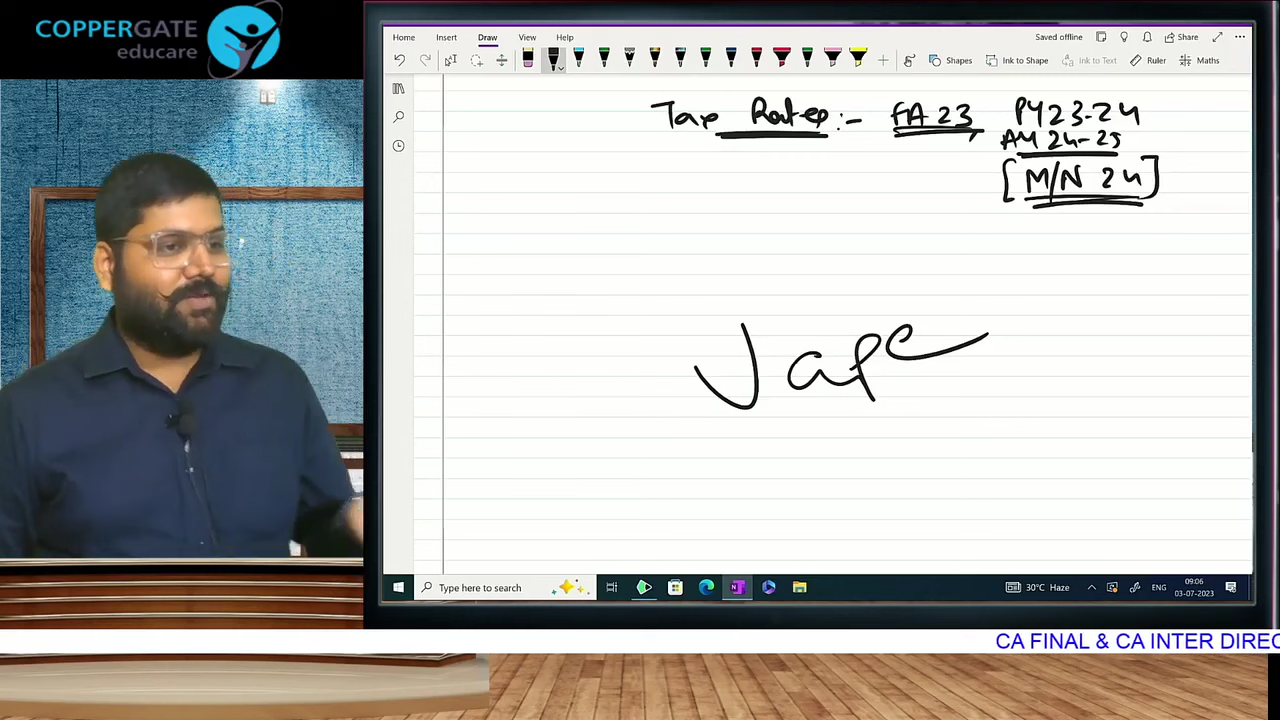 COPPERGATE
educare
Home Insert Draw View Help
Saved offline
Share
Shapes
Ink to Shape
Ink to Text
Ruler
Maths
Tax Rates :- FA 23 PY 23-24
AY 24-25
[M/N 24]
Type here to search
30°C Haze
ENG
09:06
03-07-2023
CA FINAL & CA INTER DIREC